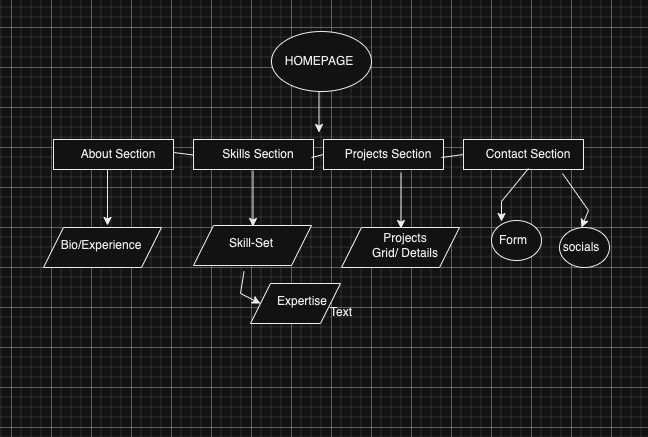 HOMEPAGE
About Section
Skills Section
Projects Section
Contact Section
Bio/Experience
Skill-Set
Projects
Grid/ Details
Form
socials
Expertise
Text